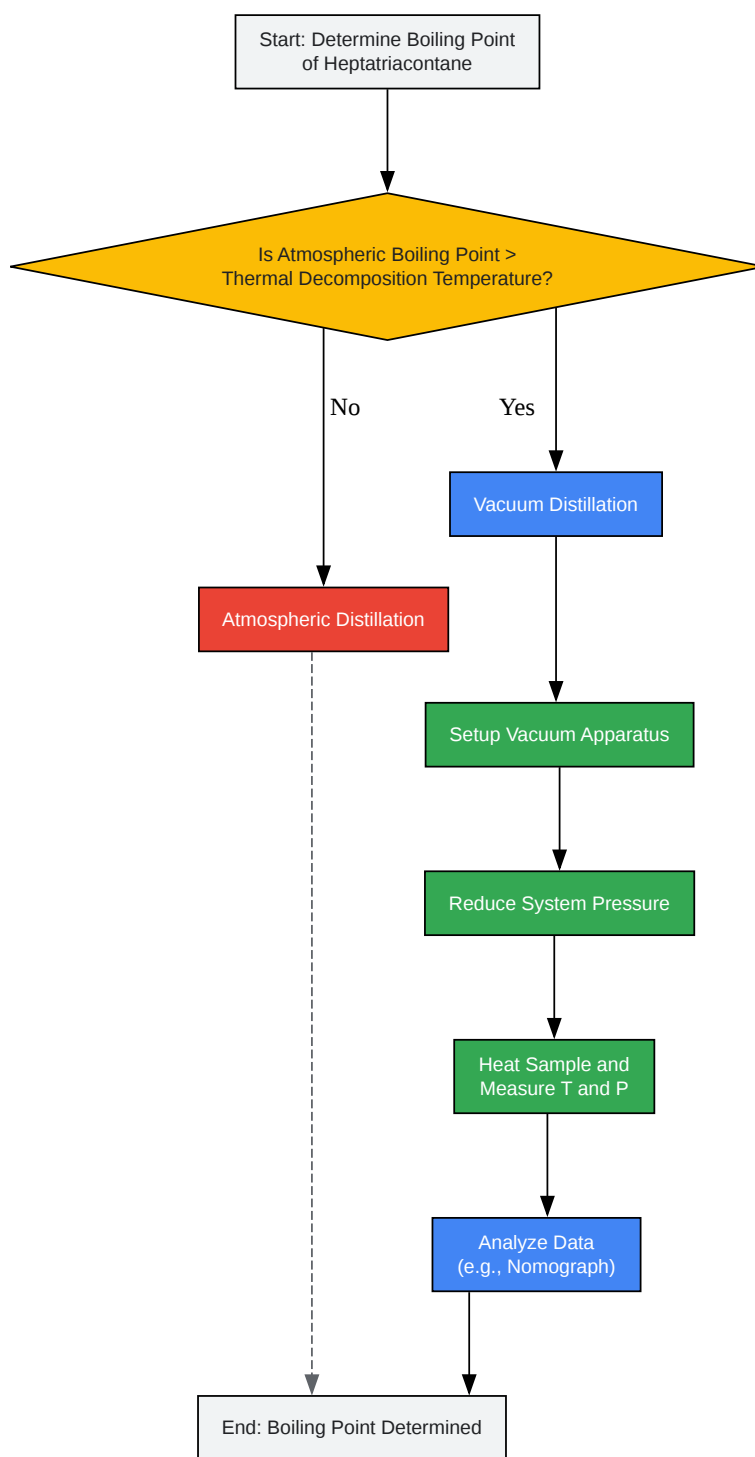 Start: Determine Boiling Point
of Heptatriacontane
Is Atmospheric Boiling Point >
Thermal Decomposition Temperature?
No
Yes
Vacuum Distillation
Atmospheric Distillation
Setup Vacuum Apparatus
Reduce System Pressure
Heat Sample and
Measure T and P
Analyze Data
(e.g., Nomograph)
End: Boiling Point Determined